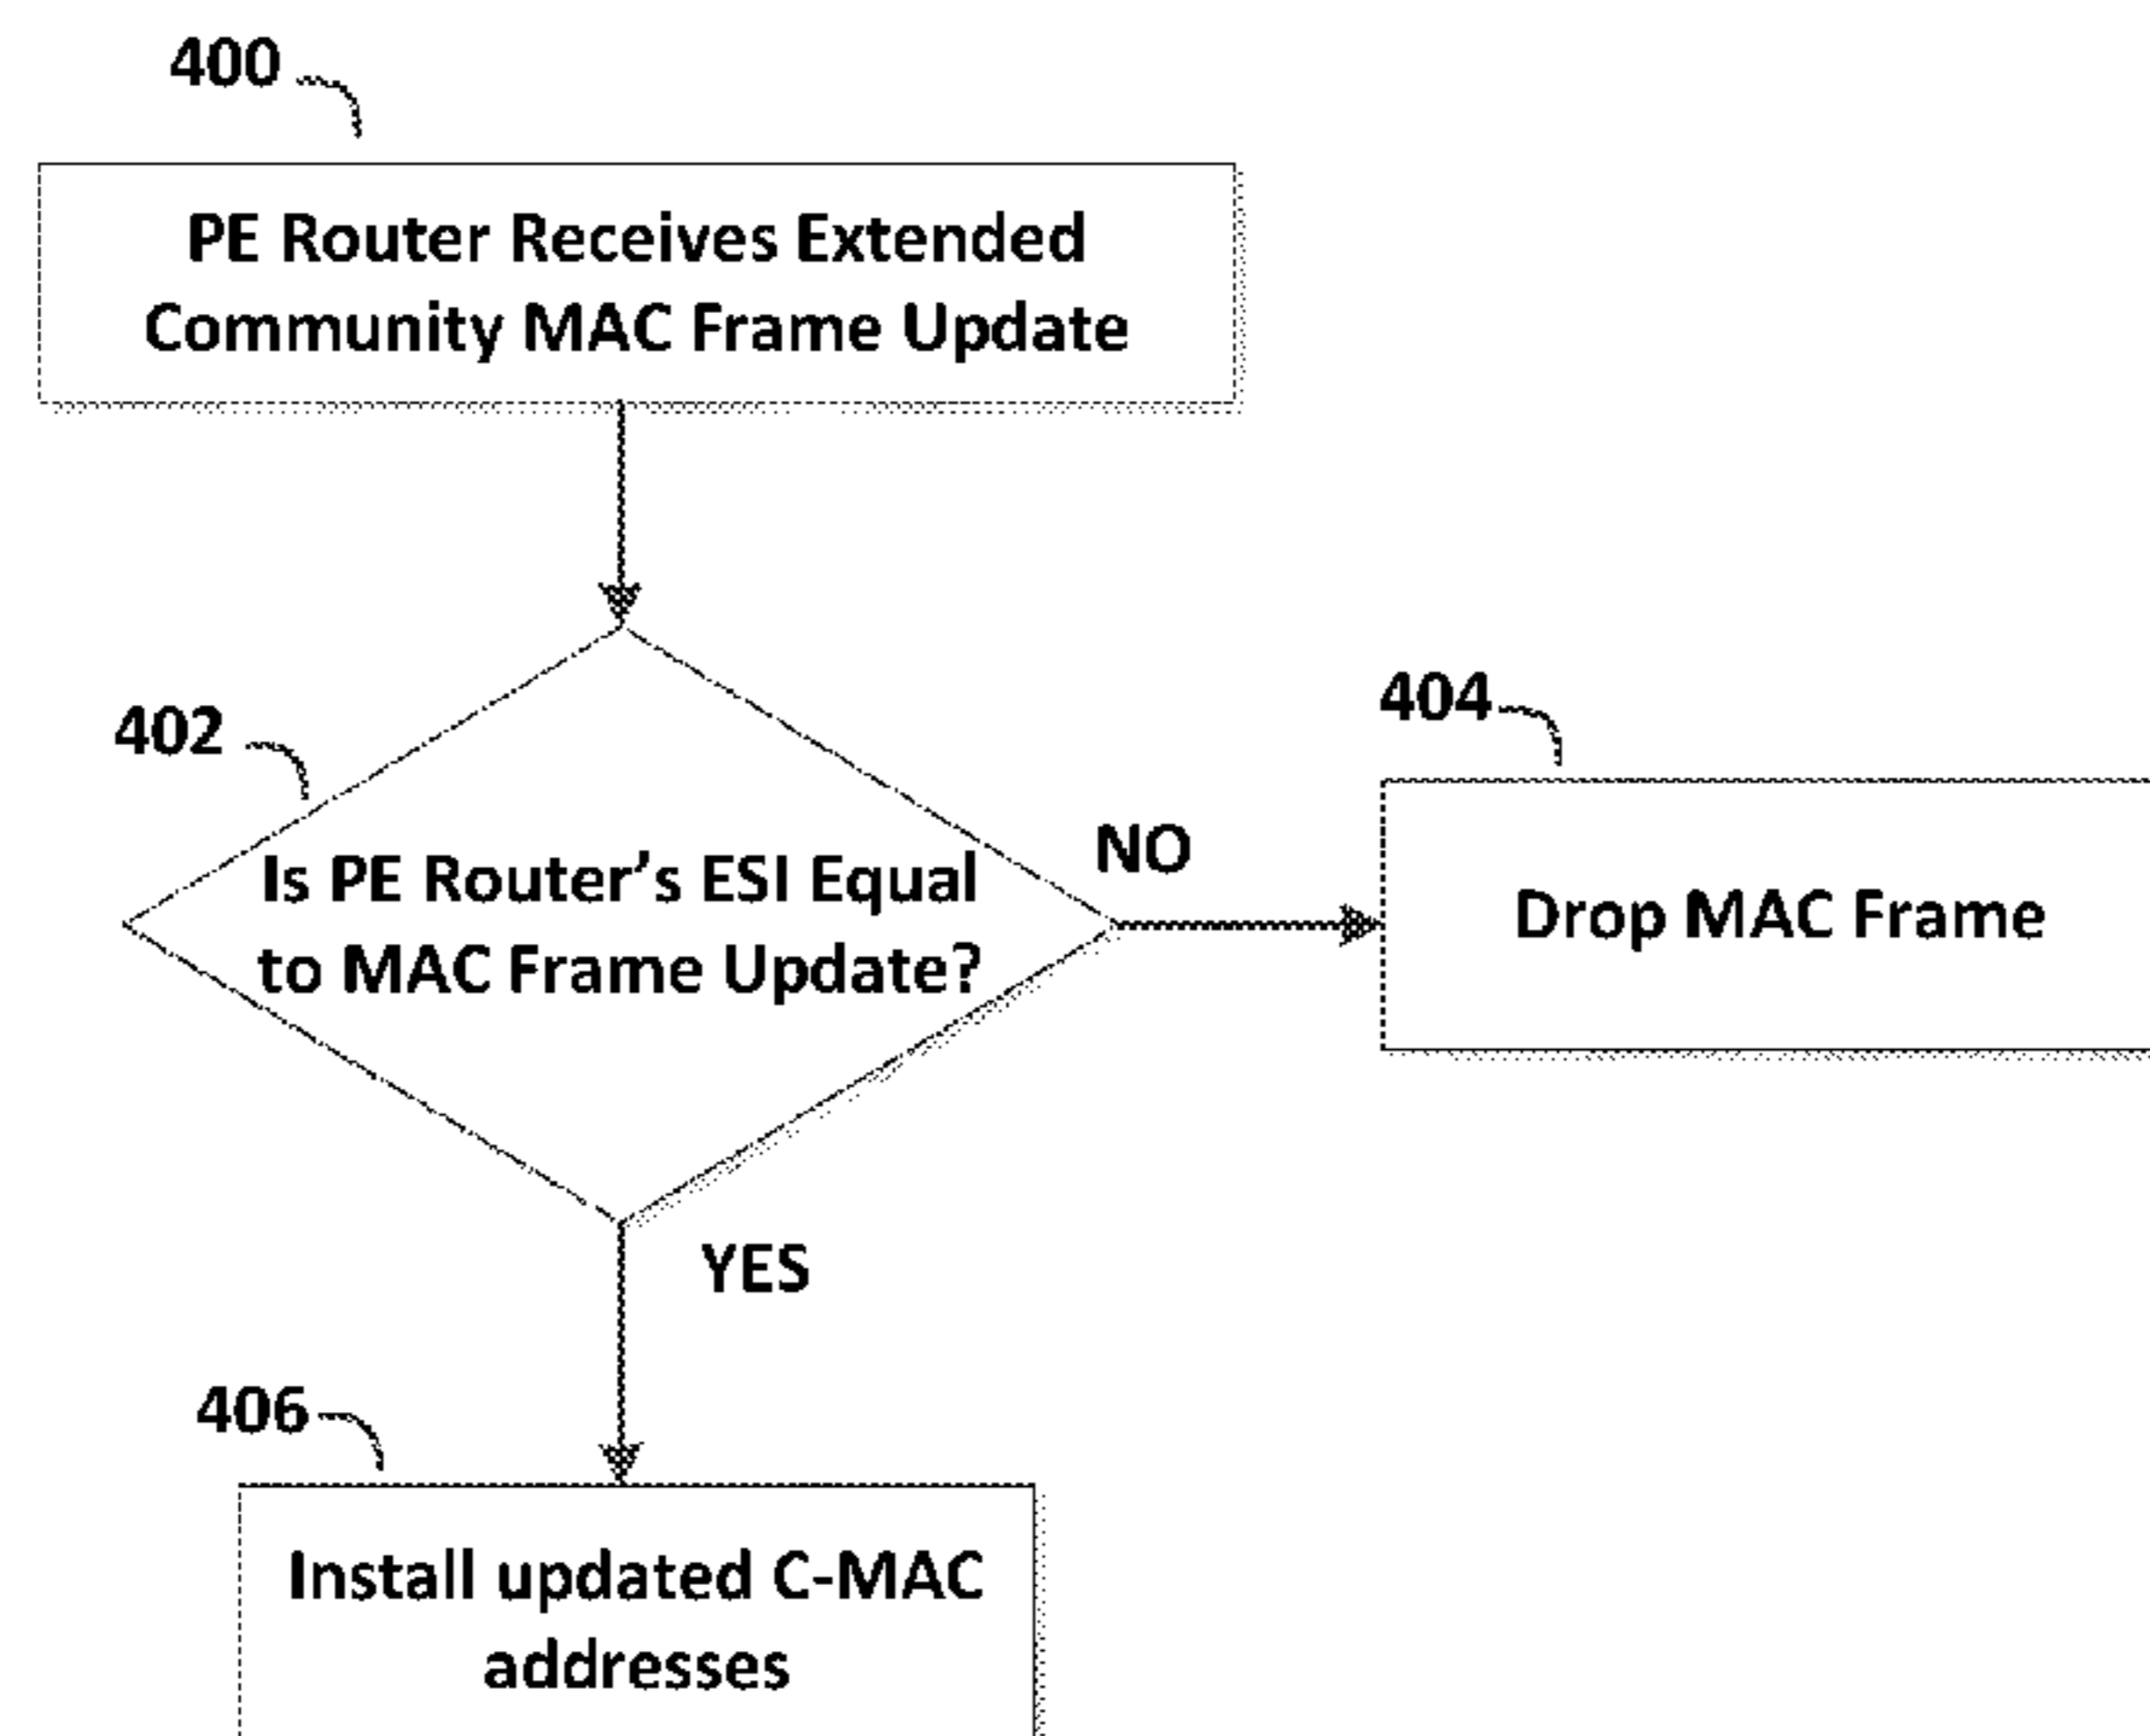 400
PE Router Receives Extended
Community MAC Frame Update
402
Is PE Router's ESI Equal
to MAC Frame Update?
NO
404
Drop MAC Frame
YES
406
Install updated C-MAC
addresses